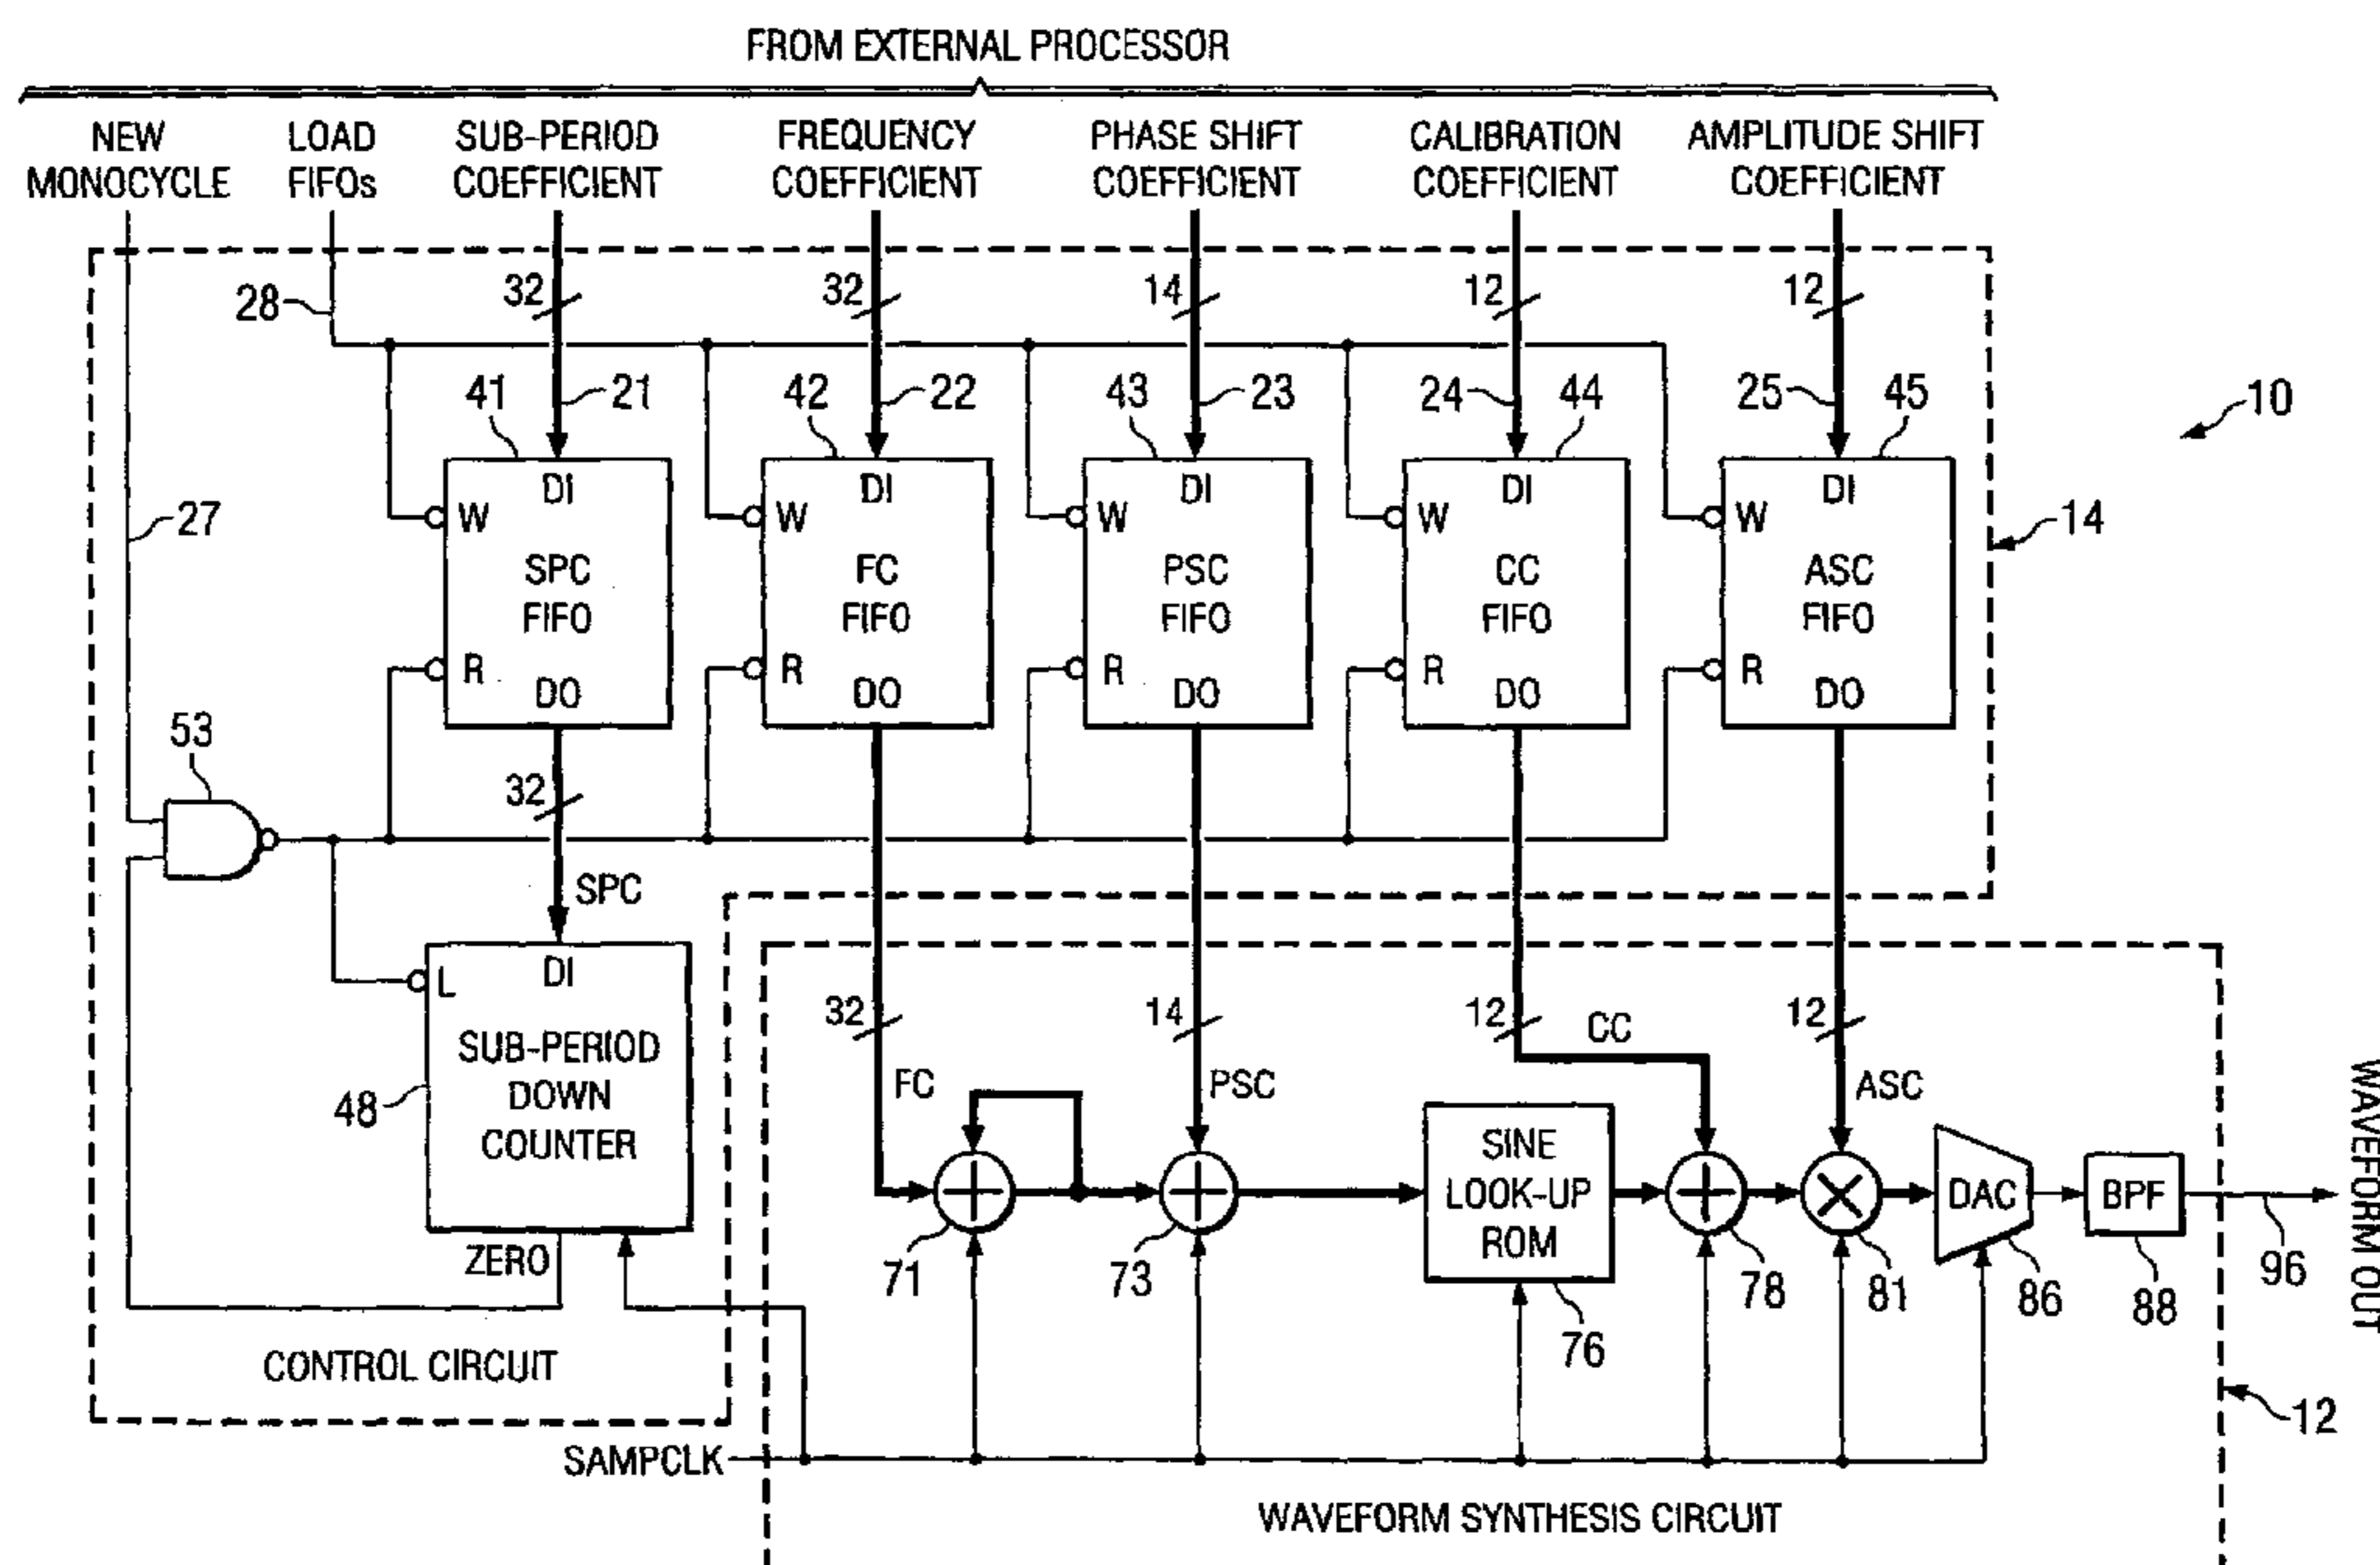 FROM EXTERNAL PROCESSOR
NEW MONOCYCLE
LOAD FIFOs
SUB-PERIOD COEFFICIENT
FREQUENCY COEFFICIENT
PHASE SHIFT COEFFICIENT
CALIBRATION COEFFICIENT
AMPLITUDE SHIFT COEFFICIENT
28
32
32
14
12
12
41
21
42
22
43
23
24
44
25
45
10
27
DI
W
SPC
FIFO
R
DO
DI
W
FC
FIFO
R
DO
DI
W
PSC
FIFO
R
DO
DI
W
CC
FIFO
R
DO
DI
W
ASC
FIFO
R
DO
14
53
32
SPC
DI
L
SUB-PERIOD
DOWN
COUNTER
48
ZERO
CONTROL CIRCUIT
32
14
12
CC
12
FC
PSC
ASC
SINE
LOOK-UP
ROM
DAC
BPF
71
73
76
78
81
86
88
96
WAVEFORM OUT
12
SAMPCLK
WAVEFORM SYNTHESIS CIRCUIT